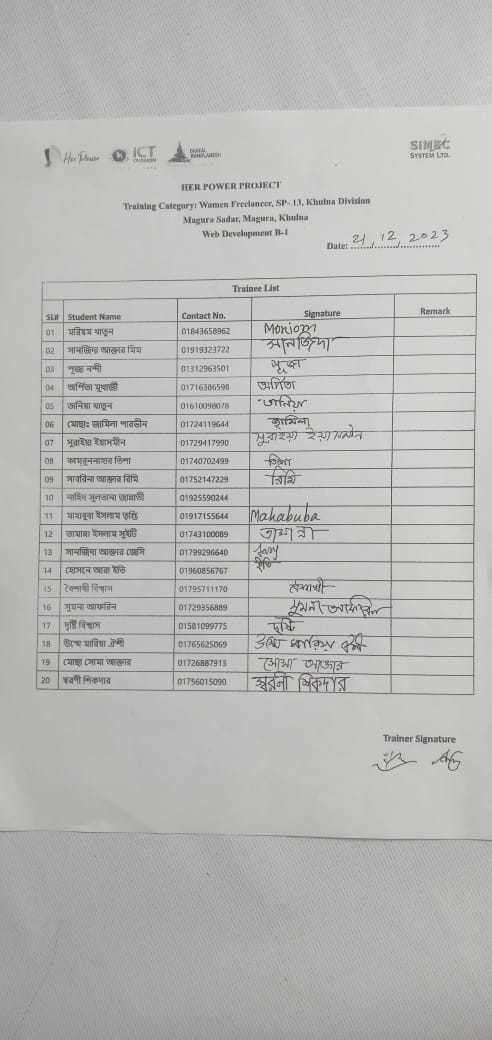 Her Power
ICT
DIVISION
DIGITAL
BANGLADESH
SIMEC
SYSTEM LTD.
HER POWER PROJECT
Training Category: Women Freelancer, SP- 13, Khulna Division
Magura Sadar, Magura, Khulna
Web Development B-1
Date: 21/12/2023
Trainee List
SL# Student Name Contact No. Signature Remark
01 মরিয়ম খাতুন 01843658962 Moniom
02 সানজিদা আক্তার মিম 01919323722 সানজিদা
03 পূজা নন্দী 01312963501 পূজা
04 অর্পিতা মুখার্জী 01716386598 অর্পিতা
05 তানিয়া খাতুন 01610098078 তানিয়া
06 মোছাঃ জামিলা পারভীন 01724119644 জামিলা
07 সুরাইয়া ইয়াসমীন 01729417990 সুরাইয়া ইয়াসমীন
08 কামরুননাহার তিশা 01740702499 তিশা
09 সাবরিনা আক্তার রিমি 01752147229 রিমি
10 নাহিদ সুলতানা জান্নাতী 01925590244
11 মাহাবুবা ইসলাম তৃপ্তি 01917155644 Mahabuba
12 তামান্না ইসলাম সুইটি 01743100089 তামান্না
13 সানজিদা আক্তার জেসি 01799296640
14 হোসনে আরা ইতি 01960856767 ইতি
15 বৈশাখী বিশ্বাস 01795711170 বৈশাখী
16 সুমনা আফরিন 01729356889 সুমনা আফরিন
17 দৃষ্টি বিশ্বাস 01581099775 দৃষ্টি
18 উম্মে মারিয়া ঐশী 01765625069 উম্মে মারিয়া ঐশী
19 মোছা সোমা আক্তার 01726887913 সোমা আক্তার
20 স্বরণী শিকদার 01756015090 স্বরনী শিকদার
Trainer Signature